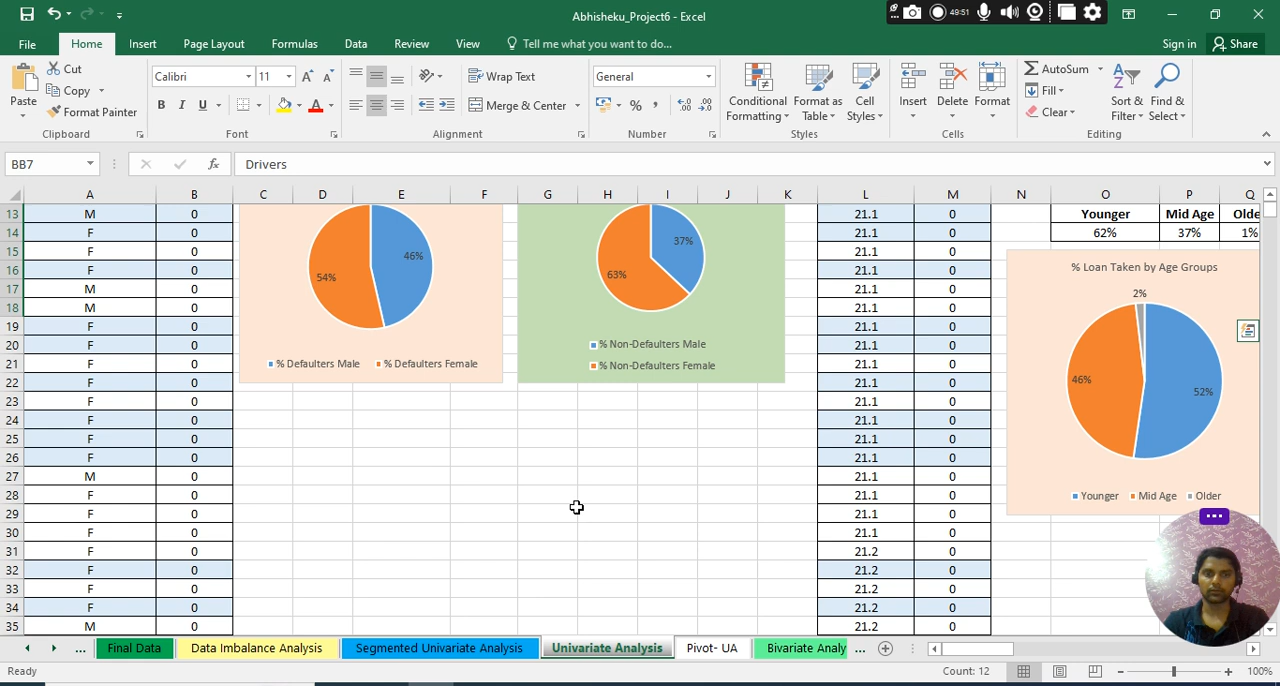 Abhisheku_Project6 - Excel
49:51
File Home Insert Page Layout Formulas Data Review View Tell me what you want to do... Sign in Share
Cut
Copy
Format Painter
Paste
Clipboard
Calibri 11
B I U
Font
Wrap Text
Merge & Center
Alignment
General
Number
Conditional Formatting
Format as Table
Cell Styles
Styles
Insert Delete Format
Cells
AutoSum
Fill
Clear
Sort & Filter
Find & Select
Editing
BB7 fx Drivers
A B C D E F G H I J K L M N O P Q
13 M 0 21.1 0 Younger Mid Age Olde
14 F 0 21.1 0 62% 37% 1%
15 F 0 21.1 0
16 F 0 21.1 0
17 M 0 21.1 0
18 M 0 21.1 0
19 F 0 21.1 0
20 F 0 21.1 0
21 F 0 21.1 0
22 F 0 21.1 0
23 F 0 21.1 0
24 F 0 21.1 0
25 F 0 21.1 0
26 F 0 21.1 0
27 M 0 21.1 0
28 F 0 21.1 0
29 F 0 21.1 0
30 F 0 21.1 0
31 F 0 21.2 0
32 F 0 21.2 0
33 F 0 21.2 0
34 F 0 21.2 0
35 M 0 21.2 0
46%
54%
% Defaulters Male % Defaulters Female
37%
63%
% Non-Defaulters Male
% Non-Defaulters Female
% Loan Taken by Age Groups
2%
46%
52%
Younger Mid Age Older
... Final Data Data Imbalance Analysis Segmented Univariate Analysis Univariate Analysis Pivot- UA Bivariate Analy ...
Ready Count: 12 100%